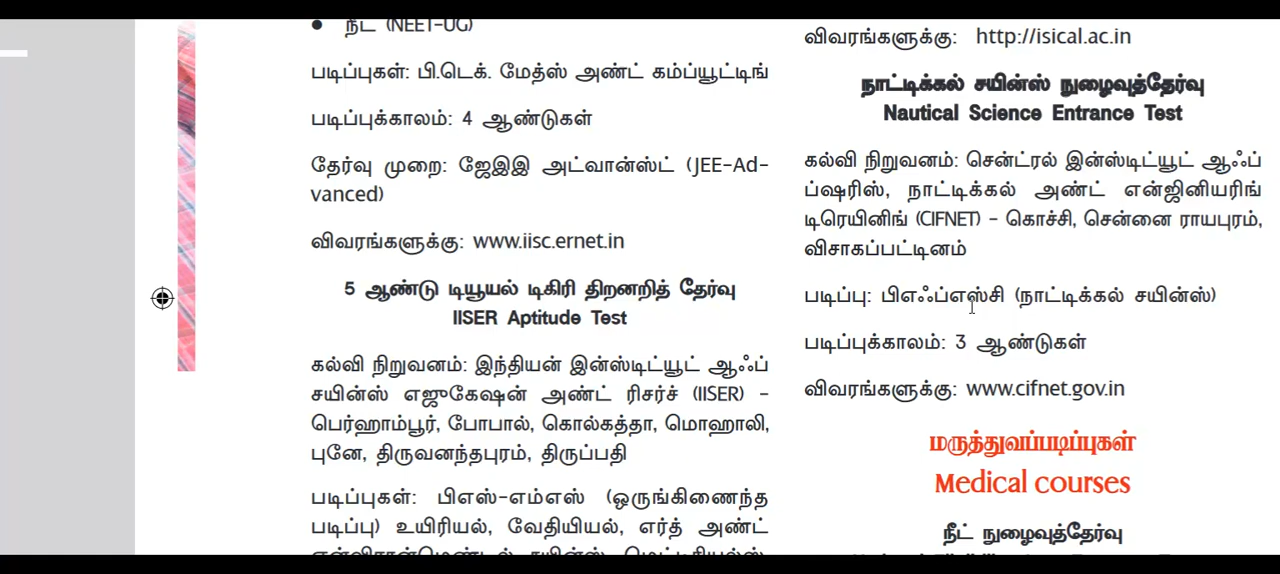 ● நீட் (NEET-UG)
படிப்புகள்: பி.டெக். மேத்ஸ் அண்ட் கம்ப்யூட்டிங்
படிப்புக்காலம்: 4 ஆண்டுகள்
தேர்வு முறை: ஜேஇஇ அட்வான்ஸ்ட் (JEE-Ad-
vanced)
விவரங்களுக்கு: www.iisc.ernet.in
5 ஆண்டு டியூயல் டிகிரி திறனறித் தேர்வு
IISER Aptitude Test
கல்வி நிறுவனம்: இந்தியன் இன்ஸ்டிட்யூட் ஆஃப்
சயின்ஸ் எஜுகேஷன் அண்ட் ரிசர்ச் (IISER) –
பெர்ஹாம்பூர், போபால், கொல்கத்தா, மொஹாலி,
புனே, திருவனந்தபுரம், திருப்பதி
படிப்புகள்: பிஎஸ்-எம்எஸ் (ஒருங்கிணைந்த
படிப்பு) உயிரியல், வேதியியல், எர்த் அண்ட்
விவரங்களுக்கு: http://isical.ac.in
நாட்டிக்கல் சயின்ஸ் நுழைவுத்தேர்வு
Nautical Science Entrance Test
கல்வி நிறுவனம்: சென்ட்ரல் இன்ஸ்டிட்யூட் ஆஃப்
ப்ஷரிஸ், நாட்டிக்கல் அண்ட் என்ஜினியரிங்
டிரெயினிங் (CIFNET) – கொச்சி, சென்னை ராயபுரம்,
விசாகப்பட்டினம்
படிப்பு: பிஎஃப்எஸ்சி (நாட்டிக்கல் சயின்ஸ்)
படிப்புக்காலம்: 3 ஆண்டுகள்
விவரங்களுக்கு: www.cifnet.gov.in
மருத்துவப்படிப்புகள்
Medical courses
நீட் நுழைவுத்தேர்வு